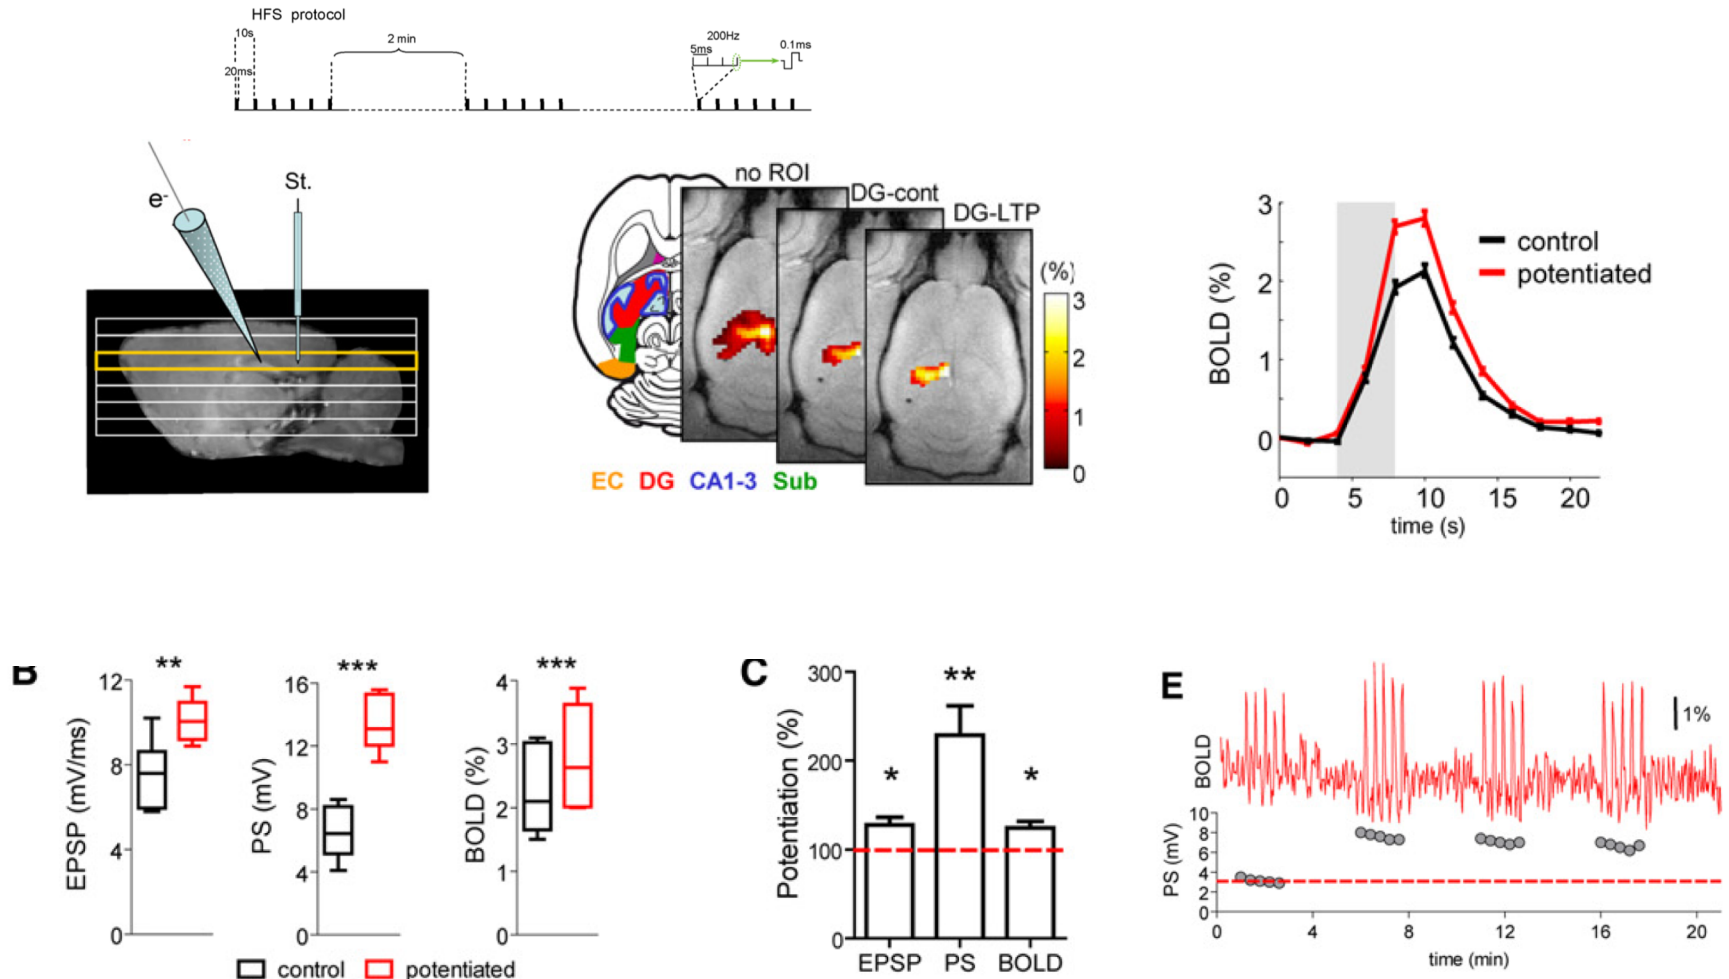 HFS protocol
10s
20ms
2 min
200Hz
5ms
0.1ms
e-
St.
no ROI
DG-cont
DG-LTP
(%)
3
2
1
0
EC DG CA1-3 Sub
BOLD (%)
3
2
1
0
control
potentiated
0 5 10 15 20
time (s)
B
EPSP (mV/ms)
12
8
4
0
**
PS (mV)
16
12
8
4
0
***
BOLD (%)
4
3
2
1
0
***
control potentiated
C
Potentiation (%)
300
200
100
0
*
**
*
EPSP PS BOLD
E
BOLD
1%
PS (mV)
10
8
6
4
2
0
0 4 8 12 16 20
time (min)